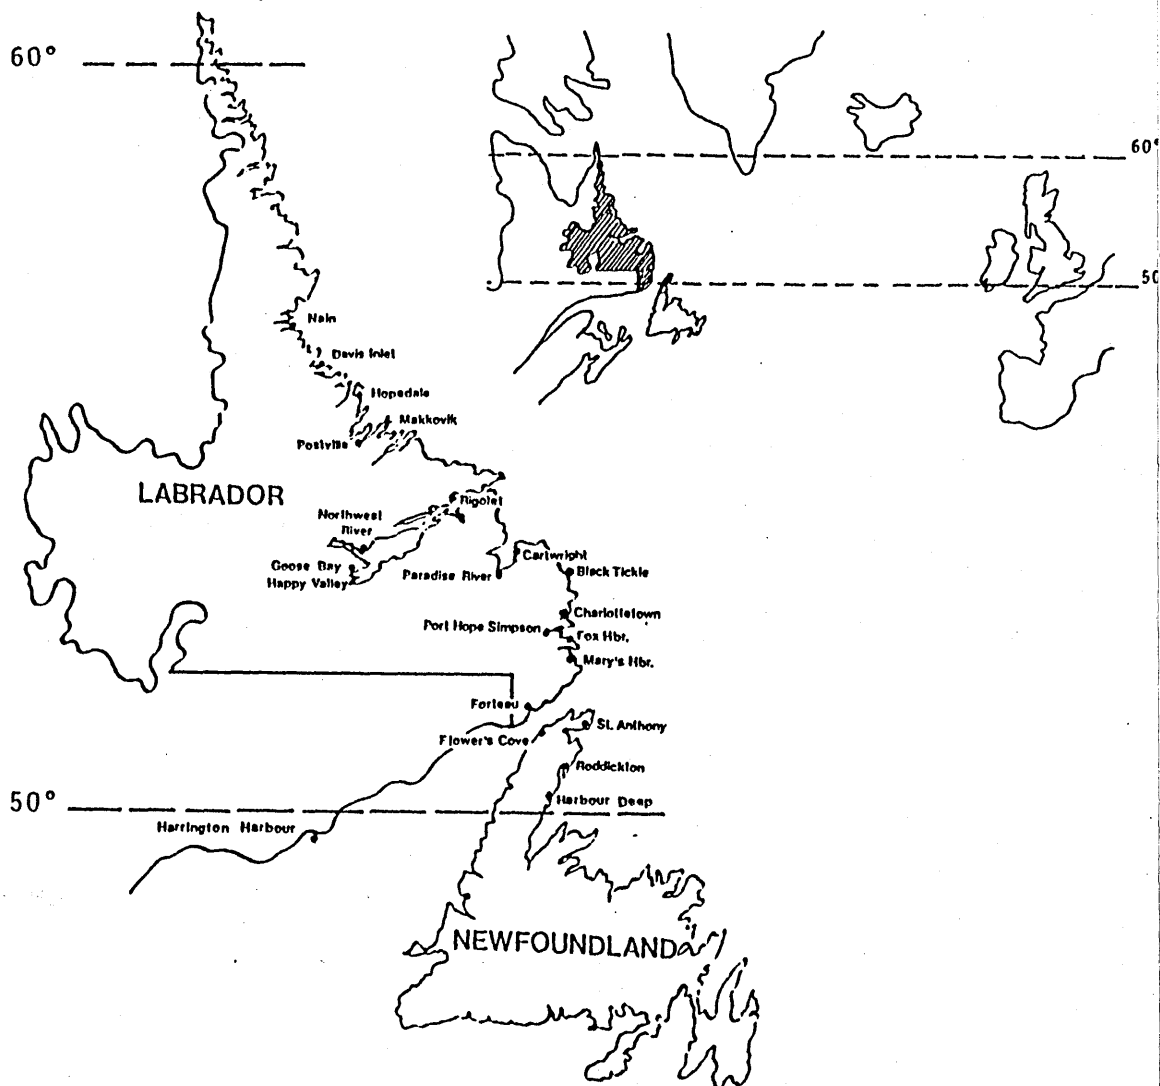 60°
60°
50
Nain
Davis Inlet
Hopedale
Makkovik
Postville
LABRADOR
Rigolet
Northwest
River
Goose Bay
Happy Valley
Cartwright
Paradise River
Black Tickle
Charlottetown
Port Hope Simpson
Fox Hbr.
Mary's Hbr.
Forteau
St. Anthony
Flower's Cove
Roddickton
50°
Harbour Deep
Harrington Harbour
NEWFOUNDLAND